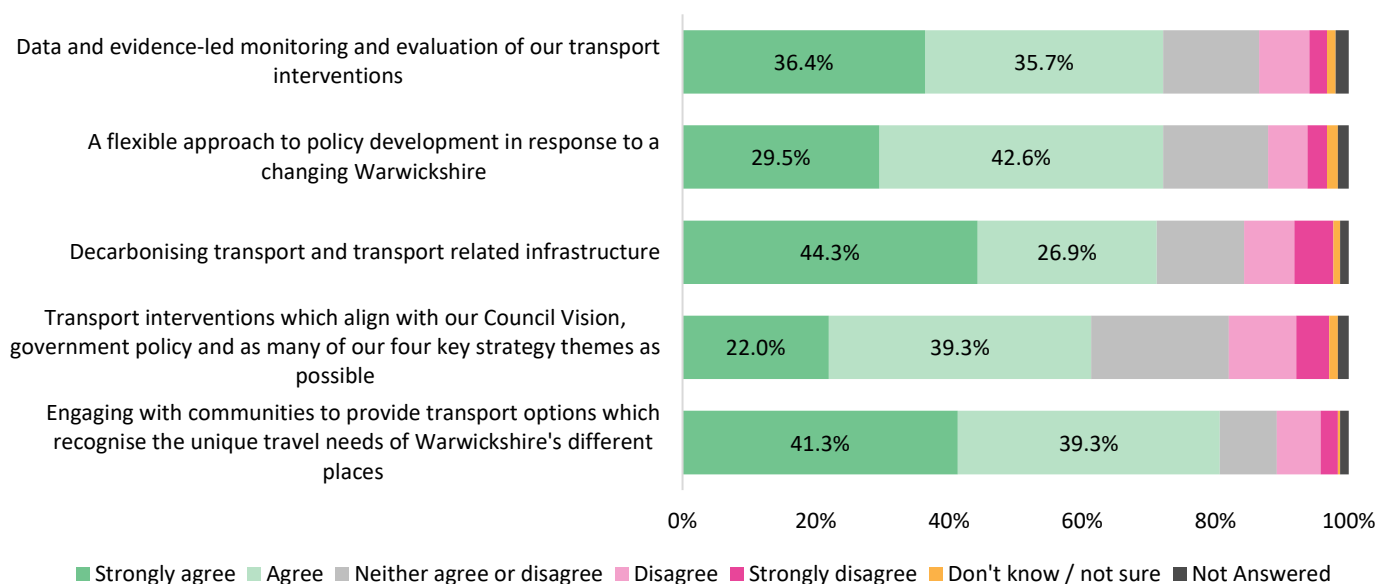 Data and evidence-led monitoring and evaluation of our transport
interventions
36.4%
35.7%
A flexible approach to policy development in response to a
changing Warwickshire
29.5%
42.6%
Decarbonising transport and transport related infrastructure
44.3%
26.9%
Transport interventions which align with our Council Vision,
government policy and as many of our four key strategy themes as
possible
22.0%
39.3%
Engaging with communities to provide transport options which
recognise the unique travel needs of Warwickshire's different
places
41.3%
39.3%
0%
20%
40%
60%
80%
100%
Strongly agree
Agree
Neither agree or disagree
Disagree
Strongly disagree
Don't know / not sure
Not Answered